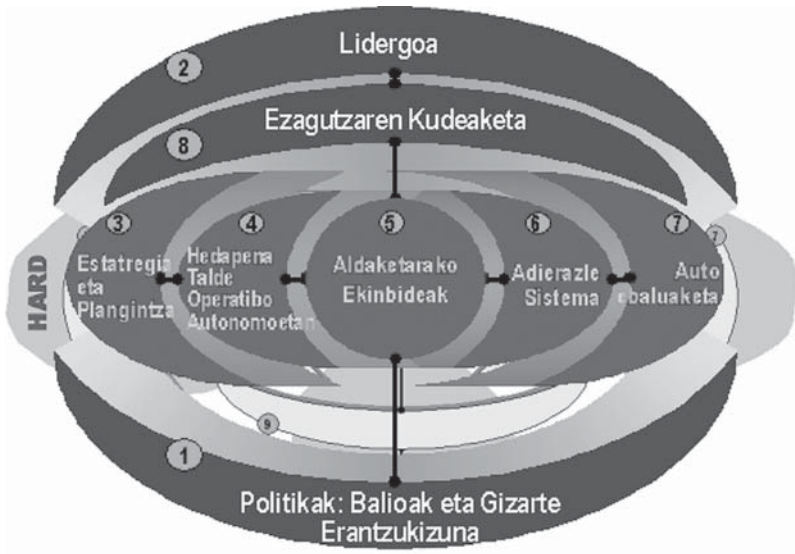 2
Lidergoa
8
Ezagutzaren Kudeaketa
HARD
3
Estatregia
eta
Plangintza
4
Hedapena
Talde
Operatibo
Autonomoetan
5
Aldaketarako
Ekinbideak
6
Adierazle
Sistema
7
Auto
ebaluaketa
7
9
1
Politikak: Balioak eta Gizarte
Erantzukizuna